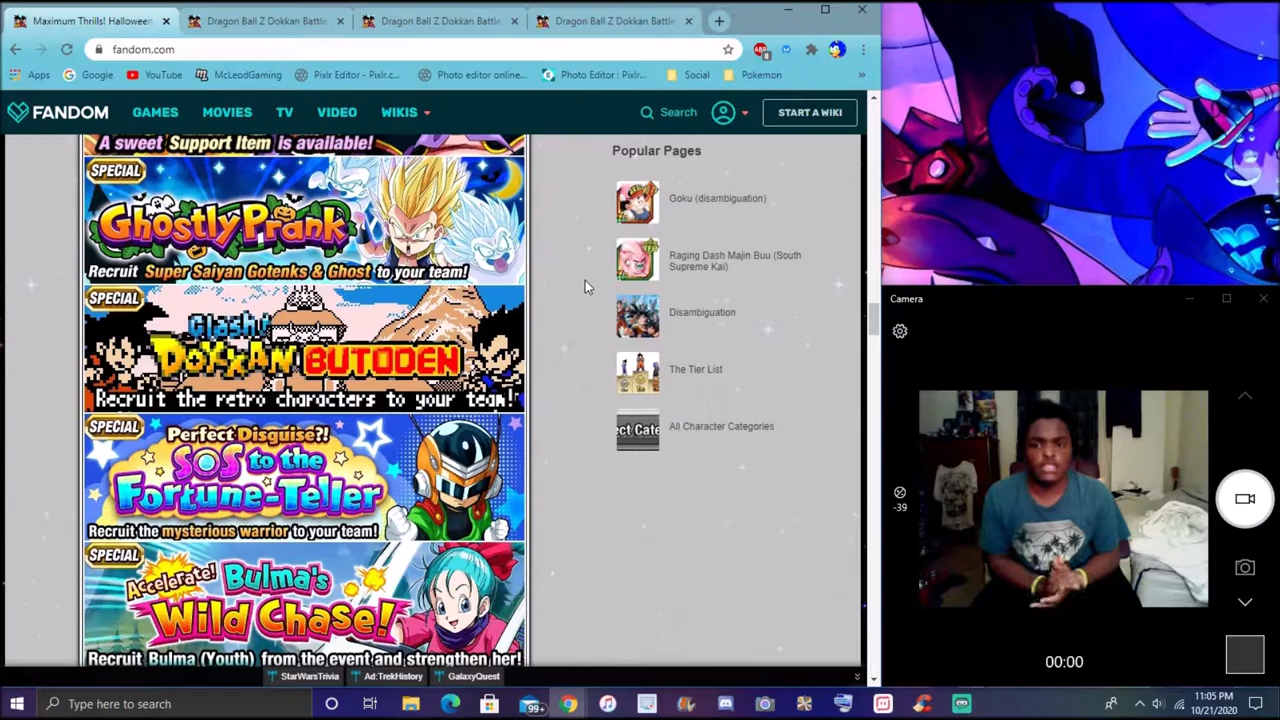 Maximum Thrills! Halloween
Dragon Ball Z Dokkan Battle
Dragon Ball Z Dokkan Battle
Dragon Ball Z Dokkan Battle
fandom.com
ABP
8
Apps
Google
YouTube
McLeodGaming
Pixlr Editor - Pixlr.c...
Photo editor online...
Photo Editor : Pixlr...
Social
Pokemon
»
FANDOM
GAMES
MOVIES
TV
VIDEO
WIKIS
Search
START A WIKI
A sweet Support Item is available!
SPECIAL
Ghostly Prank
Recruit Super Saiyan Gotenks & Ghost to your team!
SPECIAL
Clash!
DOKKAN BUTODEN
Recruit the retro characters to your team!
SPECIAL
Perfect Disguise?!
SOS to the
Fortune-Teller
Recruit the mysterious warrior to your team!
SPECIAL
Accelerate! Bulma's
Wild Chase!
Recruit Bulma (Youth) from the event and strengthen her!
Popular Pages
Goku (disambiguation)
Raging Dash Majin Buu (South
Supreme Kai)
Disambiguation
The Tier List
ect Cate
All Character Categories
StarWarsTrivia
Ad:TrekHistory
GalaxyQuest
Camera
-39
00:00
Type here to search
99+
11:05 PM
10/21/2020